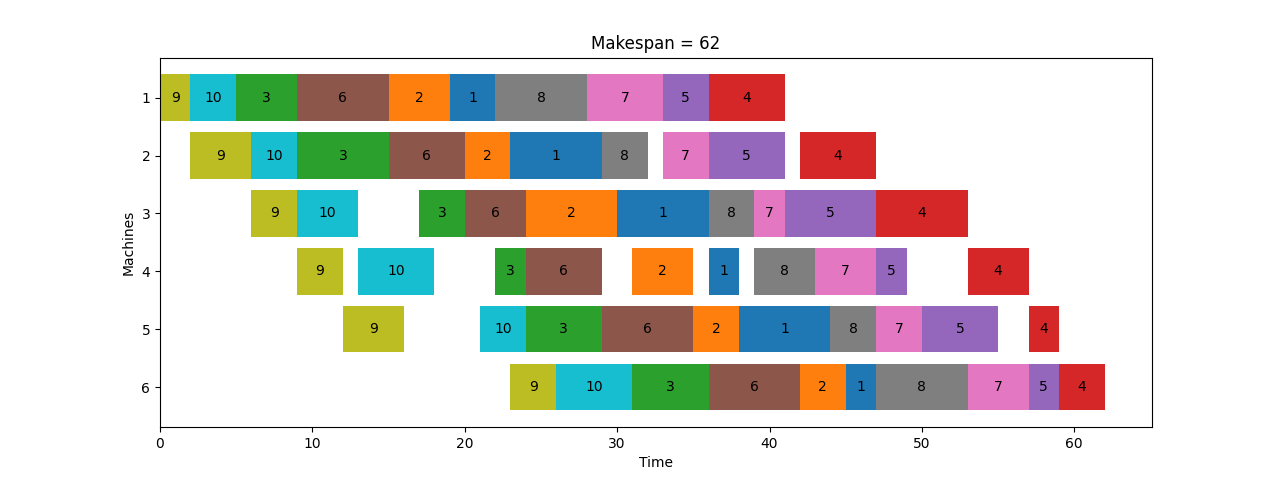 Makespan = 62
Machines
1 9 10 3 6 2 1 8 7 5 4
2 9 10 3 6 2 1 8 7 5 4
3 9 10 3 6 2 1 8 7 5 4
4 9 10 3 6 2 1 8 7 5 4
5 9 10 3 6 2 1 8 7 5 4
6 9 10 3 6 2 1 8 7 5 4
0 10 20 30 40 50 60
Time